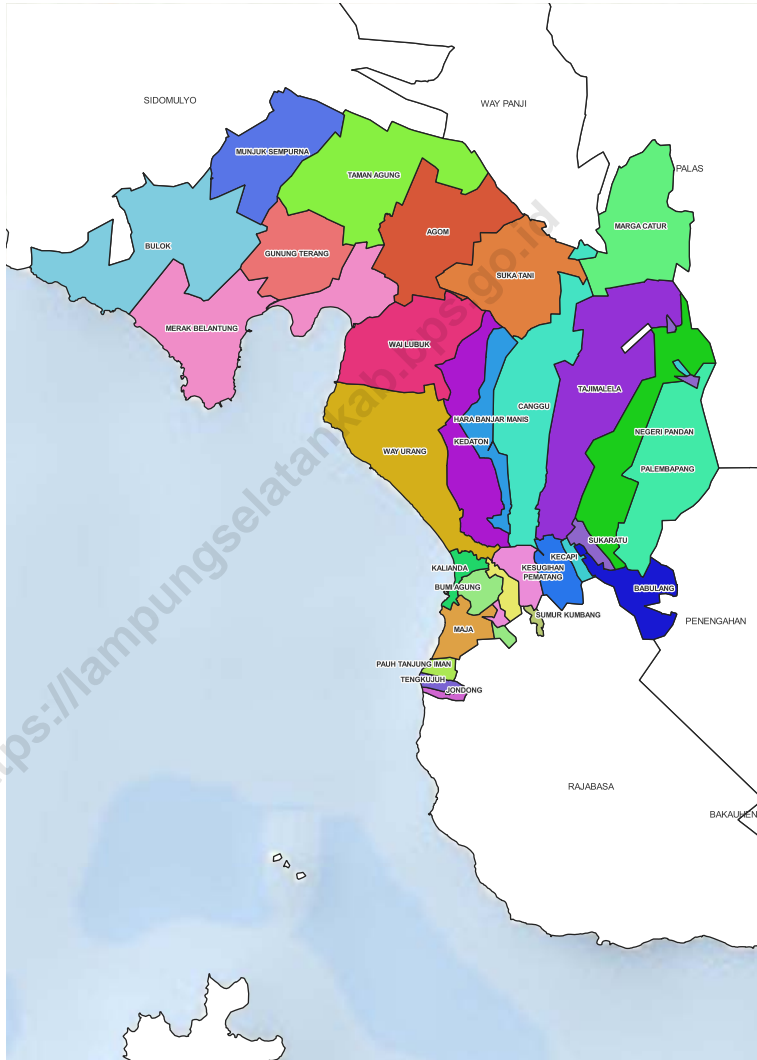 SIDOMULYO
WAY PANJI
MUNJUK SEMPURNA
PALAS
TAMAN AGUNG
MARGA CATUR
AGOM
BULOK
GUNUNG TERANG
SUKA TANI
MERAK BELANTUNG
WAI LUBUK
TAJIMALELA
CANGGU
HARA BANJAR MANIS
NEGERI PANDAN
KEDATON
WAY URANG
PALEMBAPANG
SUKARATU
KECAPI
KALIANDA
KESUGIHAN
PEMATANG
BUMI AGUNG
BABULANG
SUMUR KUMBANG
PENENGAHAN
MAJA
PAUH TANJUNG IMAN
TENGKUJUH
JONDONG
RAJABASA
BAKAUHEN
tps://lampungselatankab.bps.go.id